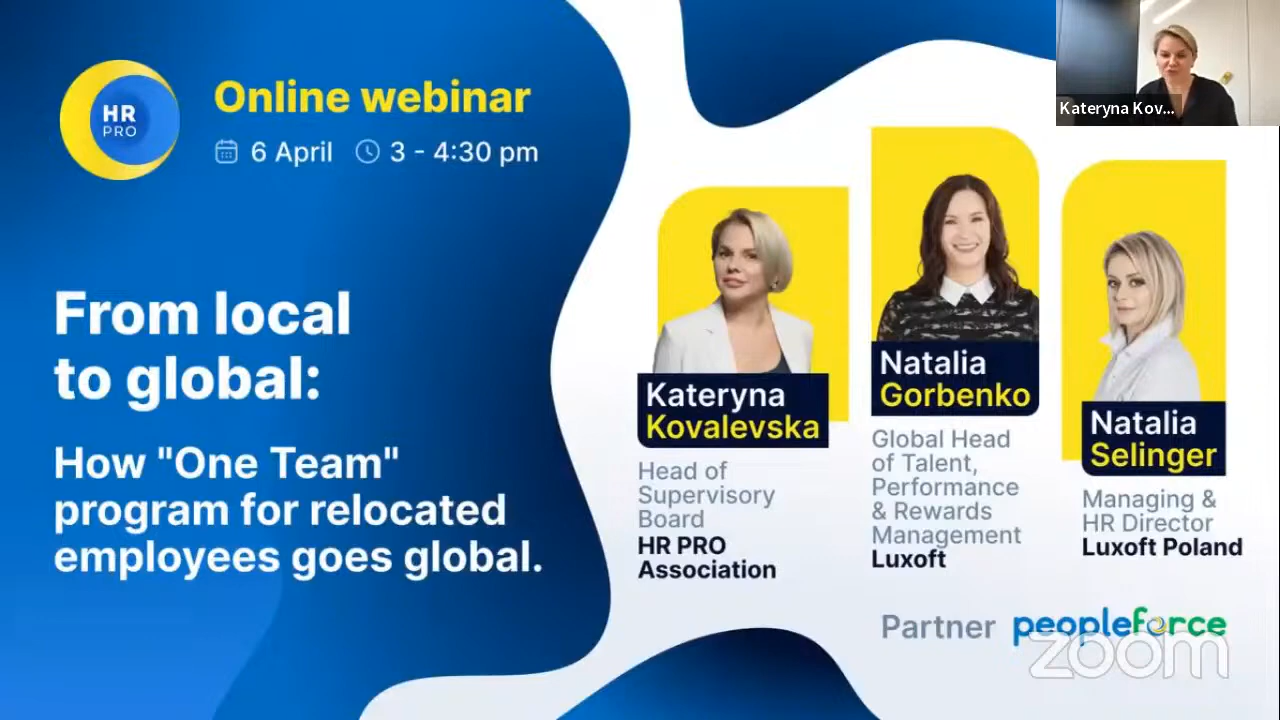 HR
PRO
Online webinar
6 April 3 - 4:30 pm
From local
to global:
How "One Team"
program for relocated
employees goes global.
Kateryna Kov...
Kateryna
Kovalevska
Head of
Supervisory
Board
HR PRO
Association
Natalia
Gorbenko
Global Head
of Talent,
Performance
& Rewards
Management
Luxoft
Natalia
Selinger
Managing &
HR Director
Luxoft Poland
Partner peopleforce
zoom